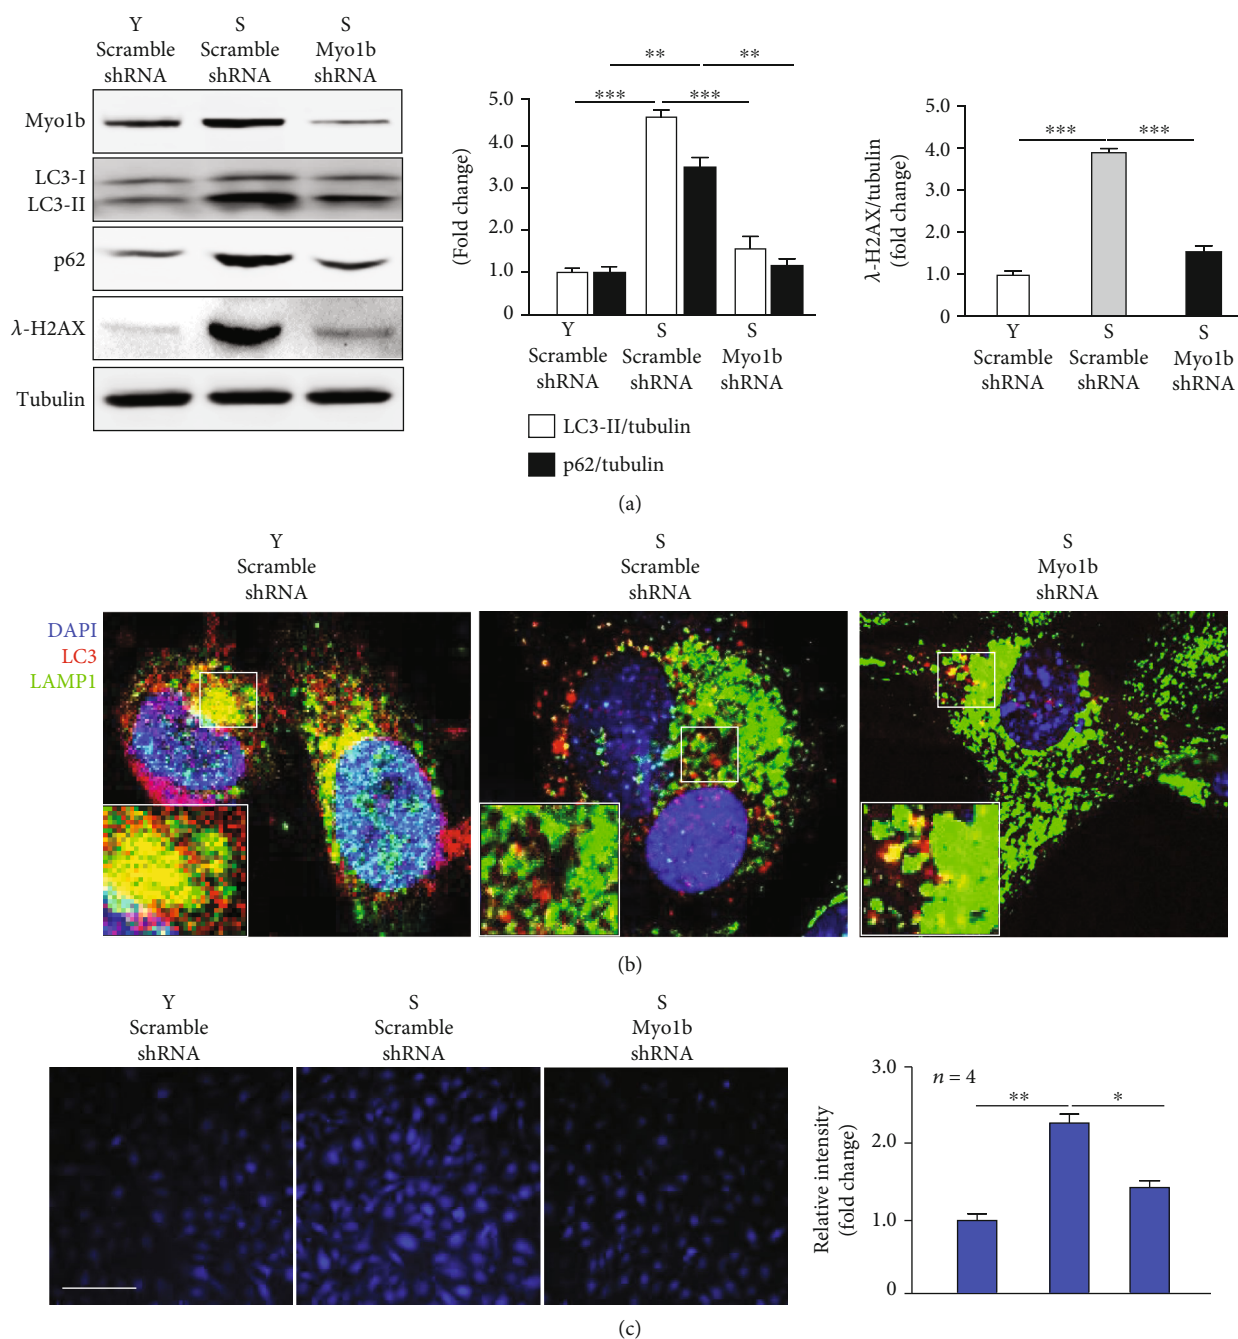 Y
Scramble
shRNA
S
Scramble
shRNA
S
Myo1b
shRNA
Myo1b
LC3-I
LC3-II
p62
λ-H2AX
Tubulin
(Fold change)
5.0
4.0
3.0
2.0
1.0
0
***
**
***
**
Y
Scramble
shRNA
S
Scramble
shRNA
S
Myo1b
shRNA
LC3-II/tubulin
p62/tubulin
λ-H2AX/tubulin
(fold change)
5.0
4.0
3.0
2.0
1.0
0
***
***
Y
Scramble
shRNA
S
Scramble
shRNA
S
Myo1b
shRNA
(a)
Y
Scramble
shRNA
S
Scramble
shRNA
S
Myo1b
shRNA
DAPI
LC3
LAMP1
(b)
Y
Scramble
shRNA
S
Scramble
shRNA
S
Myo1b
shRNA
Relative intensity
(fold change)
3.0
2.0
1.0
0
n = 4
**
*
(c)